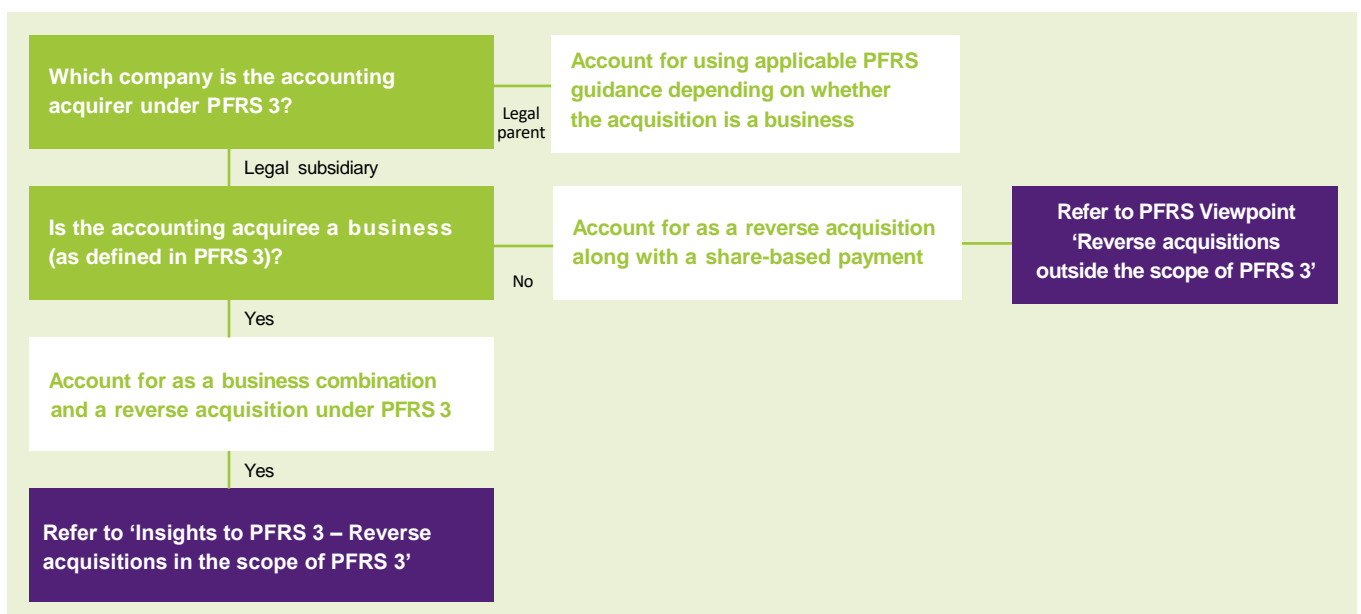 Which company is the accounting
acquirer under PFRS 3?
Legal
parent
Account for using applicable PFRS
guidance depending on whether
the acquisition is a business
Legal subsidiary
Is the accounting acquiree a business
(as defined in PFRS 3)?
No
Account for as a reverse acquisition
along with a share-based payment
Refer to PFRS Viewpoint
‘Reverse acquisitions
outside the scope of PFRS 3’
Yes
Account for as a business combination
and a reverse acquisition under PFRS 3
Yes
Refer to ‘Insights to PFRS 3 – Reverse
acquisitions in the scope of PFRS 3’